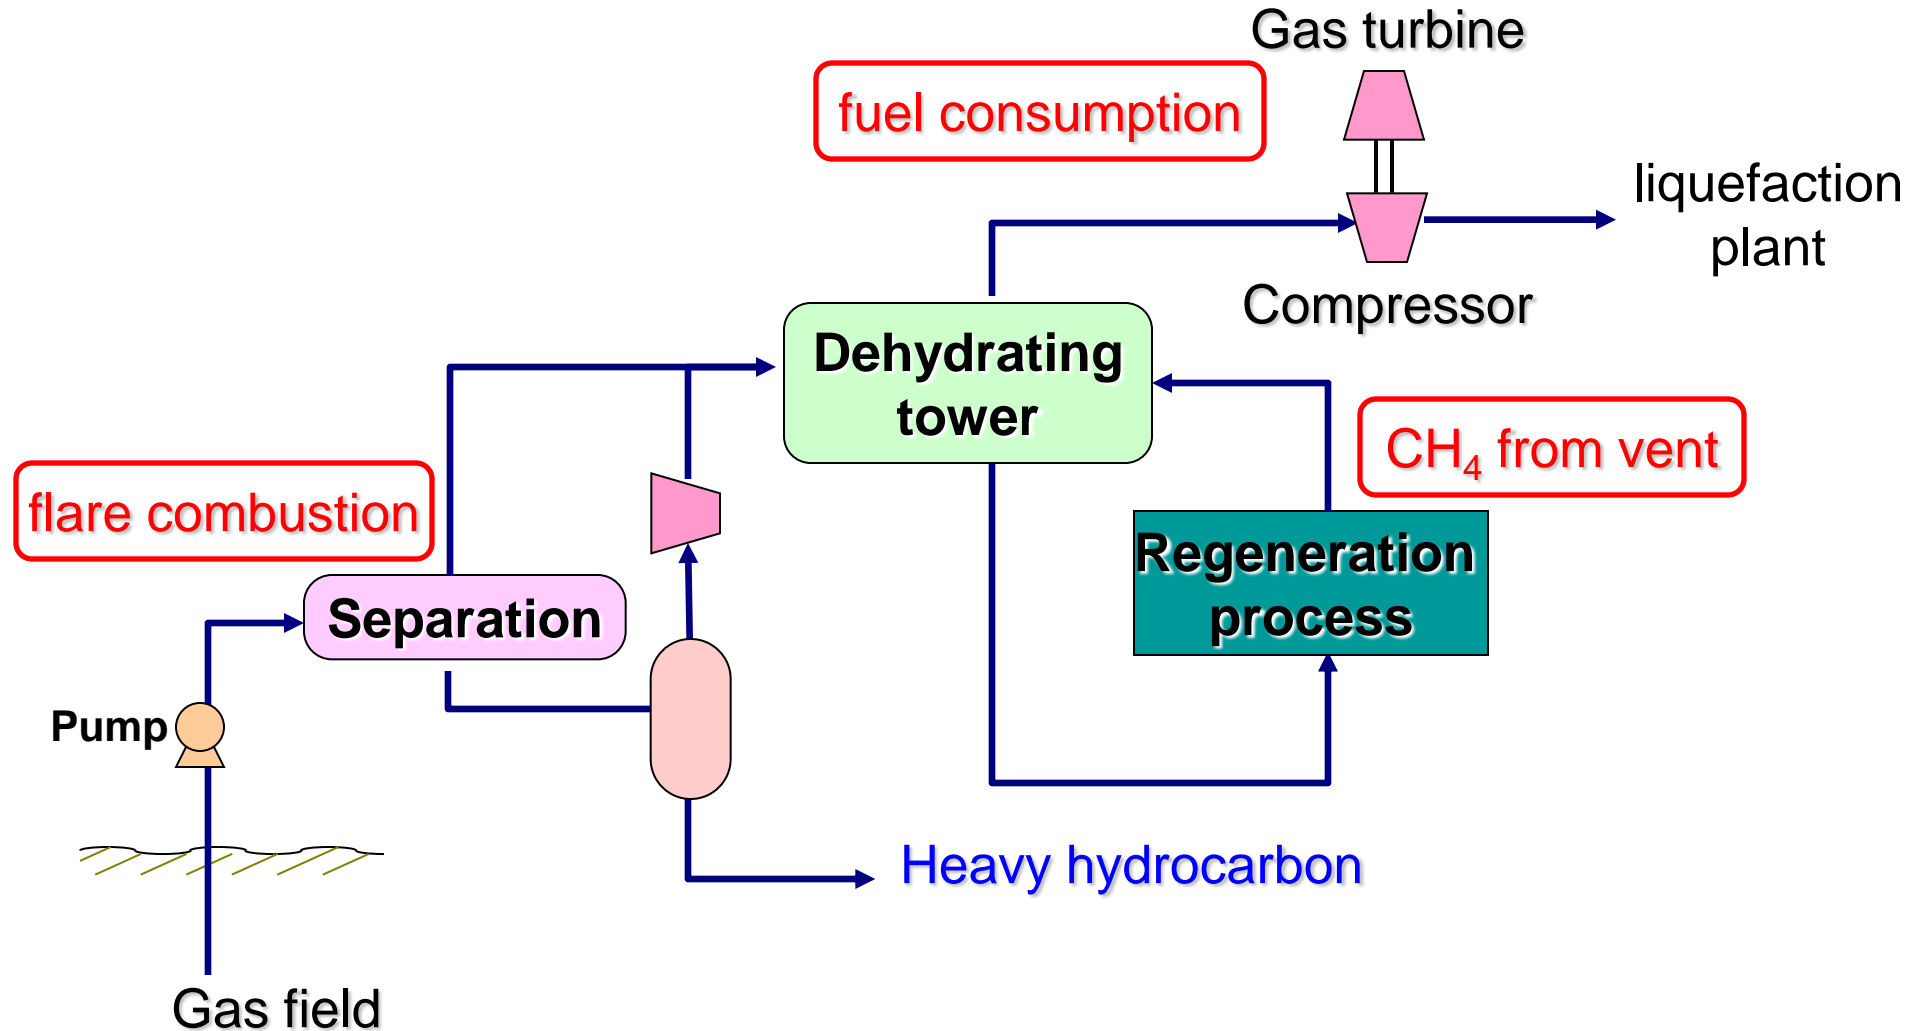 Gas turbine
fuel consumption
liquefaction
plant
Compressor
Dehydrating
tower
CH₄ from vent
flare combustion
Regeneration
process
Separation
Pump
Heavy hydrocarbon
Gas field